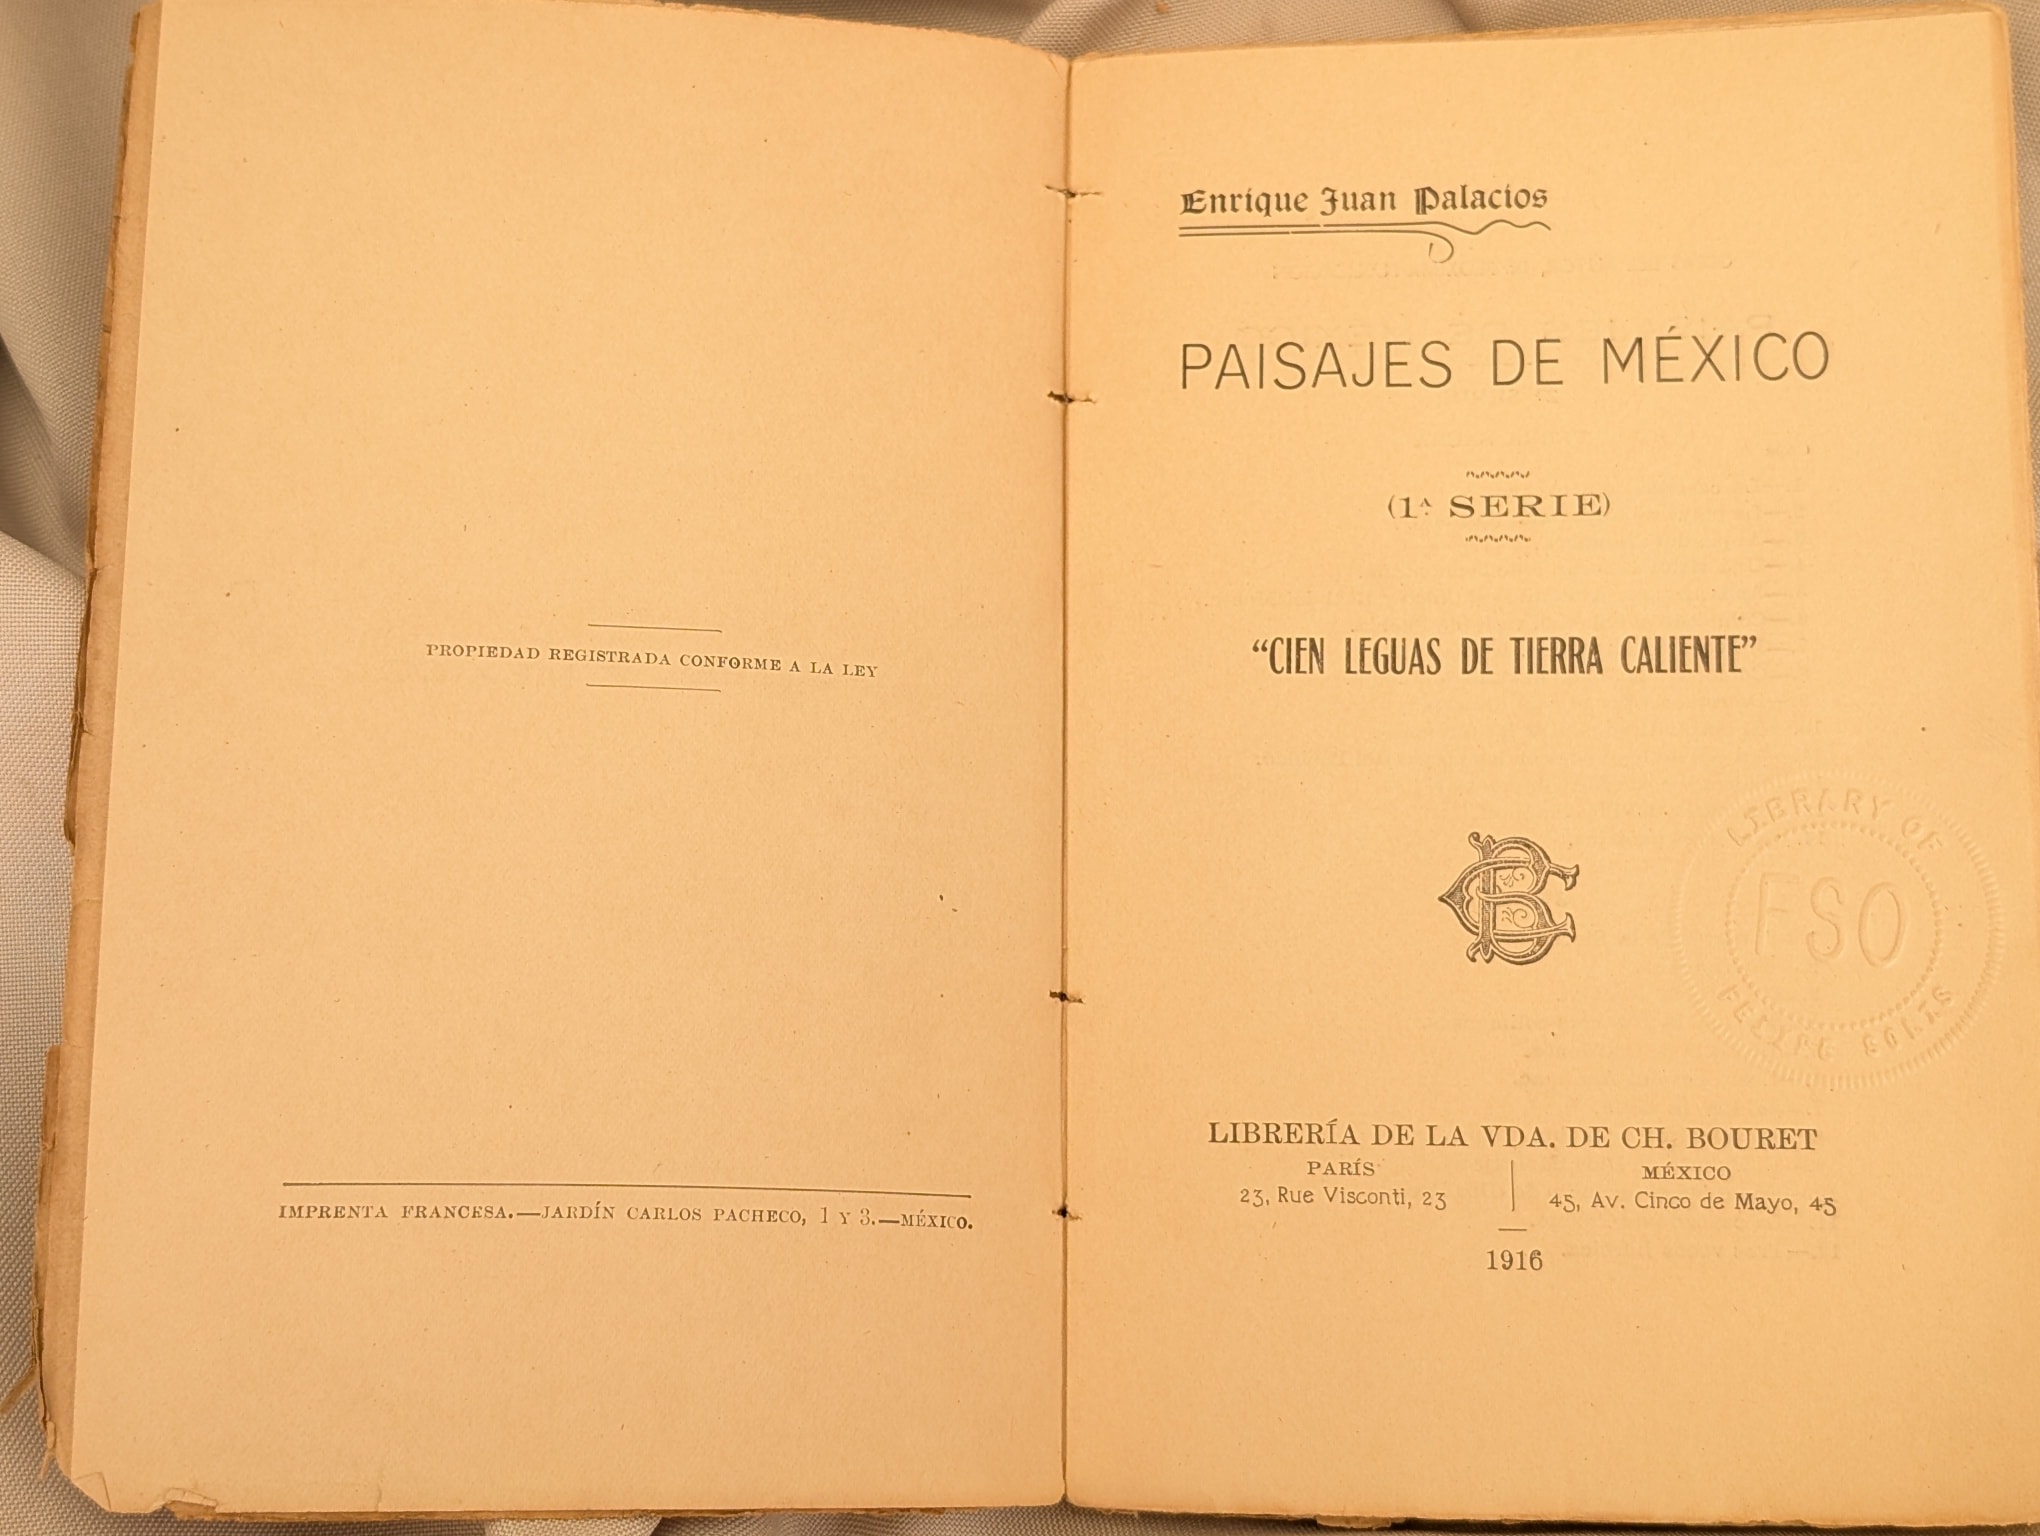 PROPIEDAD REGISTRADA CONFORME A LA LEY
IMPRENTA FRANCESA.—JARDÍN CARLOS PACHECO, 1 Y 3.—MÉXICO.
Enrique Juan Palacios
PAISAJES DE MÉXICO
(1ᴬ SERIE)
"CIEN LEGUAS DE TIERRA CALIENTE"
LIBRARY OF
FSO
FELIPE SOLIS
LIBRERÍA DE LA VDA. DE CH. BOURET
PARÍS
23, Rue Visconti, 23
MÉXICO
45, Av. Cinco de Mayo, 45
1916